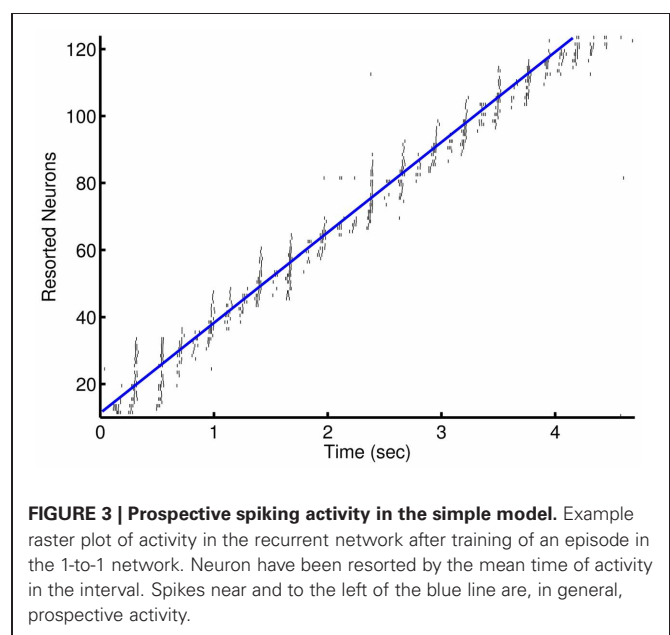 120
100
80
60
40
20
Resorted Neurons
0 1 2 3 4
Time (sec)
FIGURE 3 | Prospective spiking activity in the simple model. Example
raster plot of activity in the recurrent network after training of an episode in
the 1-to-1 network. Neuron have been resorted by the mean time of activity
in the interval. Spikes near and to the left of the blue line are, in general,
prospective activity.